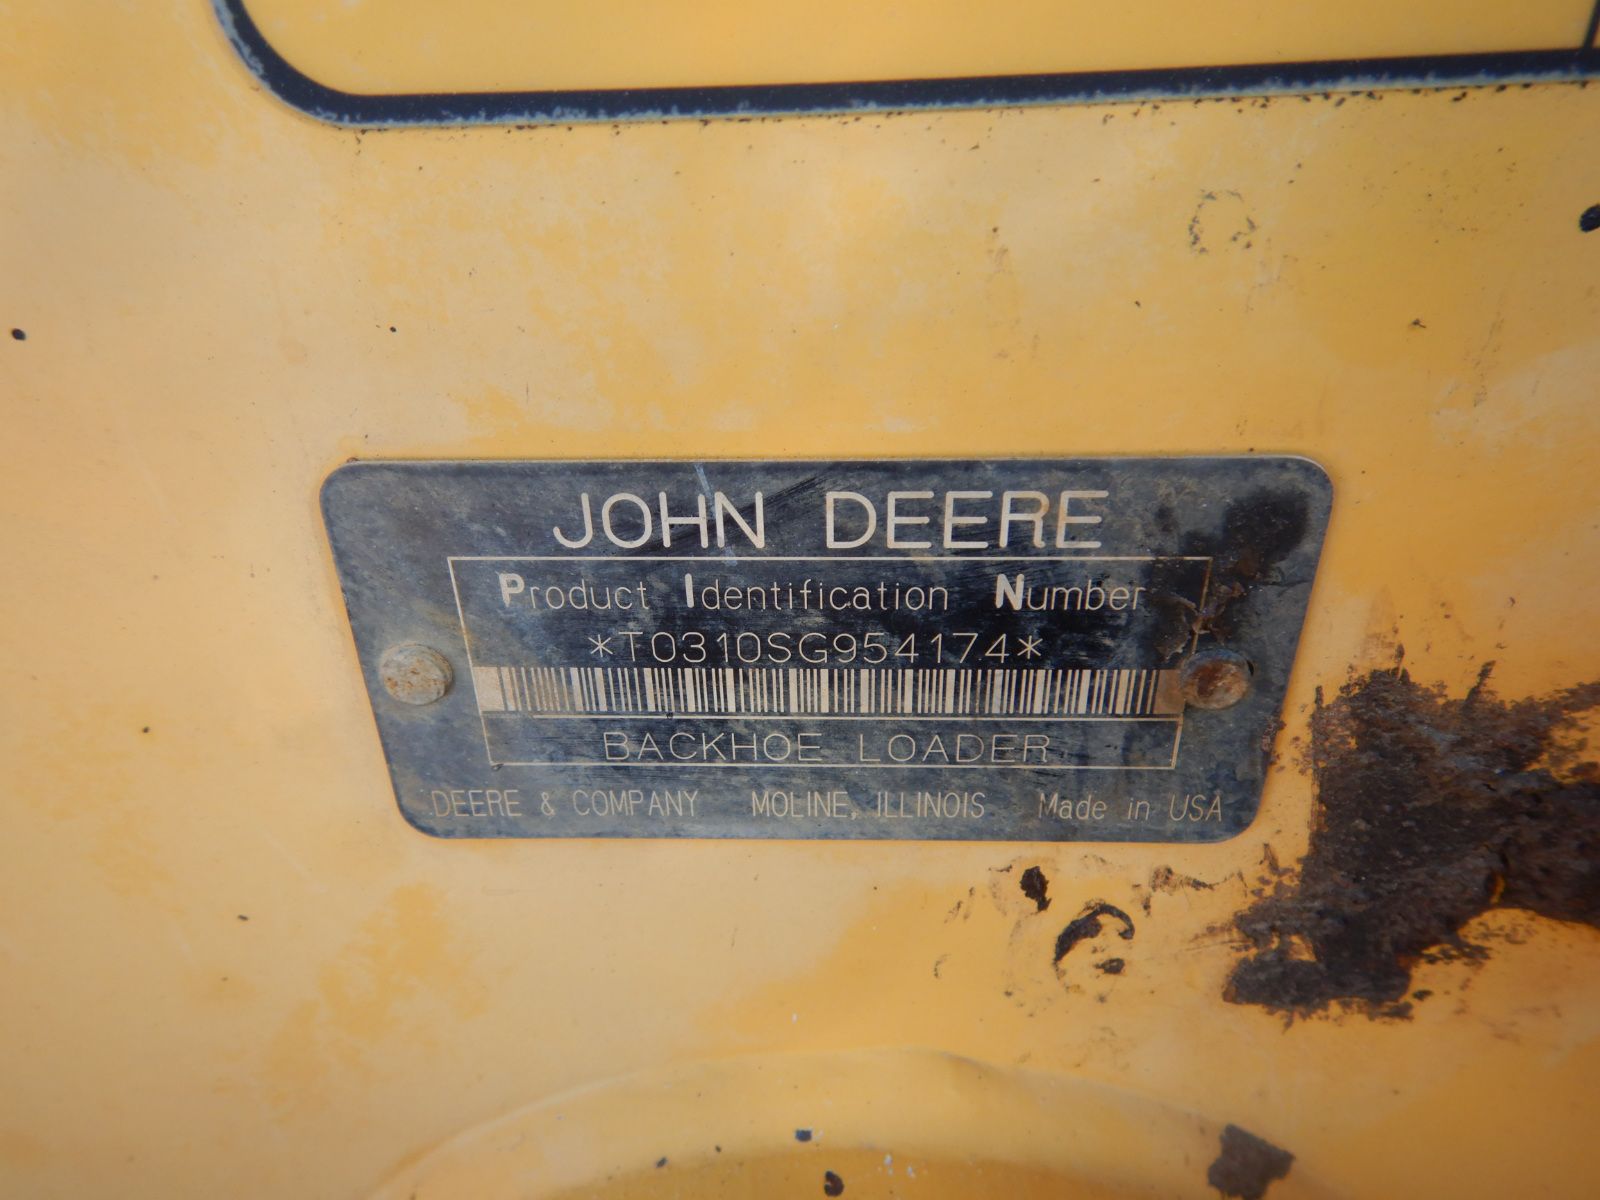 JOHN DEERE
Product Identification Number
*T0310SG954174*
BACKHOE LOADER
DEERE & COMPANY MOLINE, ILLINOIS Made in USA